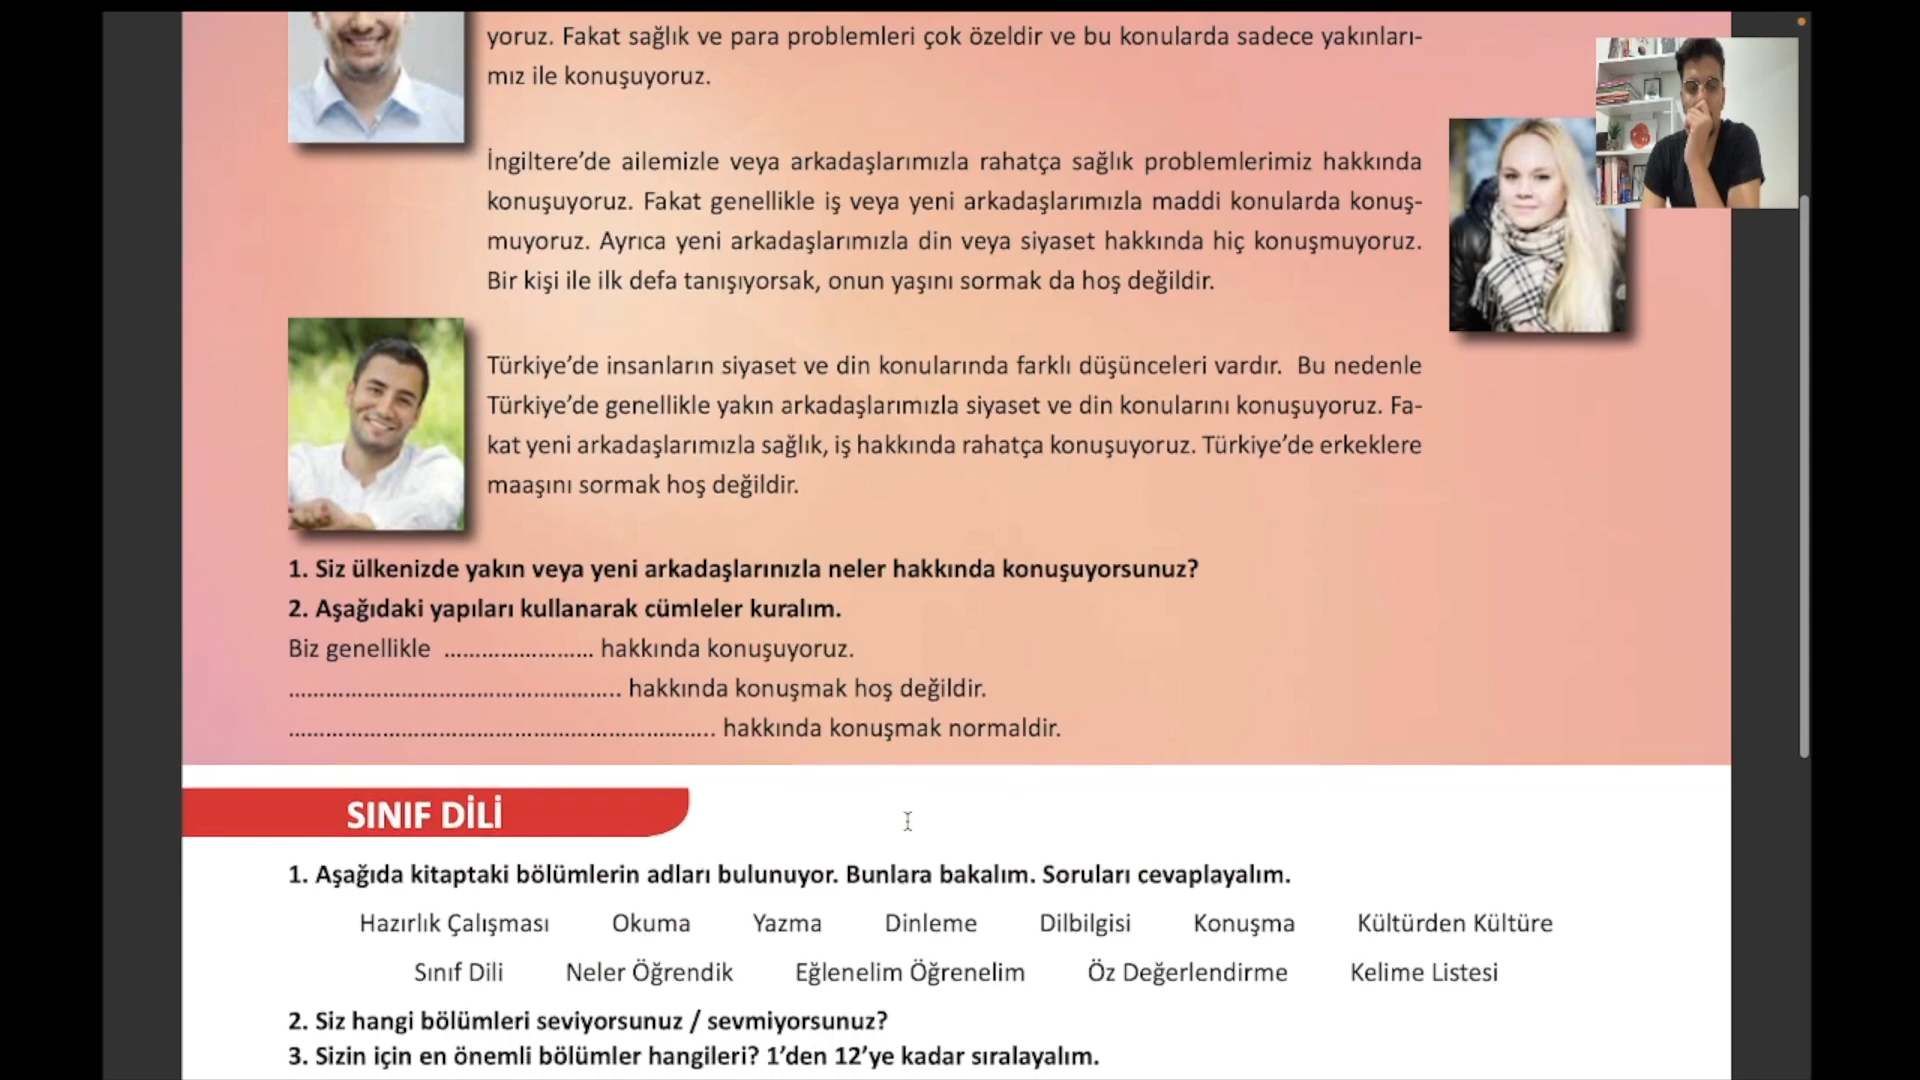 yoruz. Fakat sağlık ve para problemleri çok özeldir ve bu konularda sadece yakınları-
mız ile konuşuyoruz.
İngiltere’de ailemizle veya arkadaşlarımızla rahatça sağlık problemlerimiz hakkında
konuşuyoruz. Fakat genellikle iş veya yeni arkadaşlarımızla maddi konularda konuş-
muyoruz. Ayrıca yeni arkadaşlarımızla din veya siyaset hakkında hiç konuşmuyoruz.
Bir kişi ile ilk defa tanışıyorsak, onun yaşını sormak da hoş değildir.
Türkiye’de insanların siyaset ve din konularında farklı düşünceleri vardır. Bu nedenle
Türkiye’de genellikle yakın arkadaşlarımızla siyaset ve din konularını konuşuyoruz. Fa-
kat yeni arkadaşlarımızla sağlık, iş hakkında rahatça konuşuyoruz. Türkiye’de erkeklere
maaşını sormak hoş değildir.
1. Siz ülkenizde yakın veya yeni arkadaşlarınızla neler hakkında konuşuyorsunuz?
2. Aşağıdaki yapıları kullanarak cümleler kuralım.
Biz genellikle ........................ hakkında konuşuyoruz.
..................................................... hakkında konuşmak hoş değildir.
.................................................................... hakkında konuşmak normaldir.
SINIF DİLİ
1. Aşağıda kitaptaki bölümlerin adları bulunuyor. Bunlara bakalım. Soruları cevaplayalım.
Hazırlık Çalışması Okuma Yazma Dinleme Dilbilgisi Konuşma Kültürden Kültüre
Sınıf Dili Neler Öğrendik Eğlenelim Öğrenelim Öz Değerlendirme Kelime Listesi
2. Siz hangi bölümleri seviyorsunuz / sevmiyorsunuz?
3. Sizin için en önemli bölümler hangileri? 1’den 12’ye kadar sıralayalım.